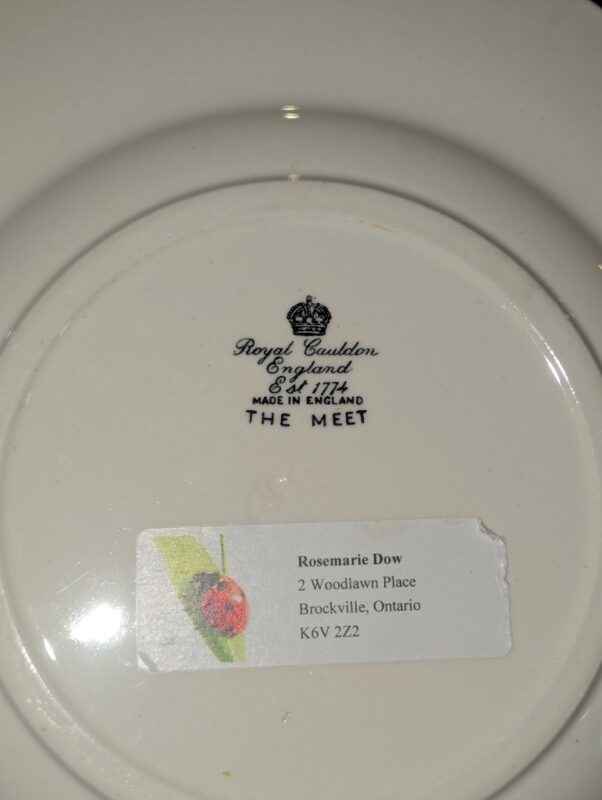 Royal Cauldon
England
Est 1774
MADE IN ENGLAND
THE MEET
Rosemarie Dow
2 Woodlawn Place
Brockville, Ontario
K6V 2Z2